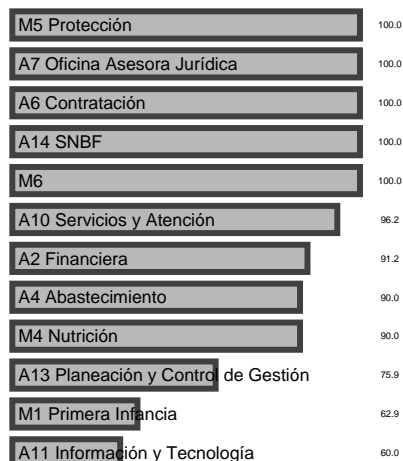 M5 Protección 100.0
A7 Oficina Asesora Jurídica 100.0
A6 Contratación 100.0
A14 SNBF 100.0
M6 100.0
A10 Servicios y Atención 96.2
A2 Financiera 91.2
A4 Abastecimiento 90.0
M4 Nutrición 90.0
A13 Planeación y Control de Gestión 75.9
M1 Primera Infancia 62.9
A11 Información y Tecnología 60.0